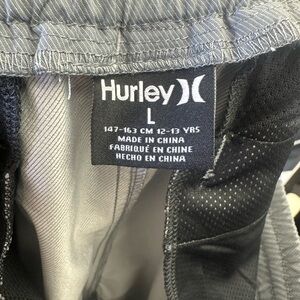 Hurley
L
147-163 CM 12-13 YRS
MADE IN CHINA
FABRIQUÉ EN CHINE
HECHO EN CHINA